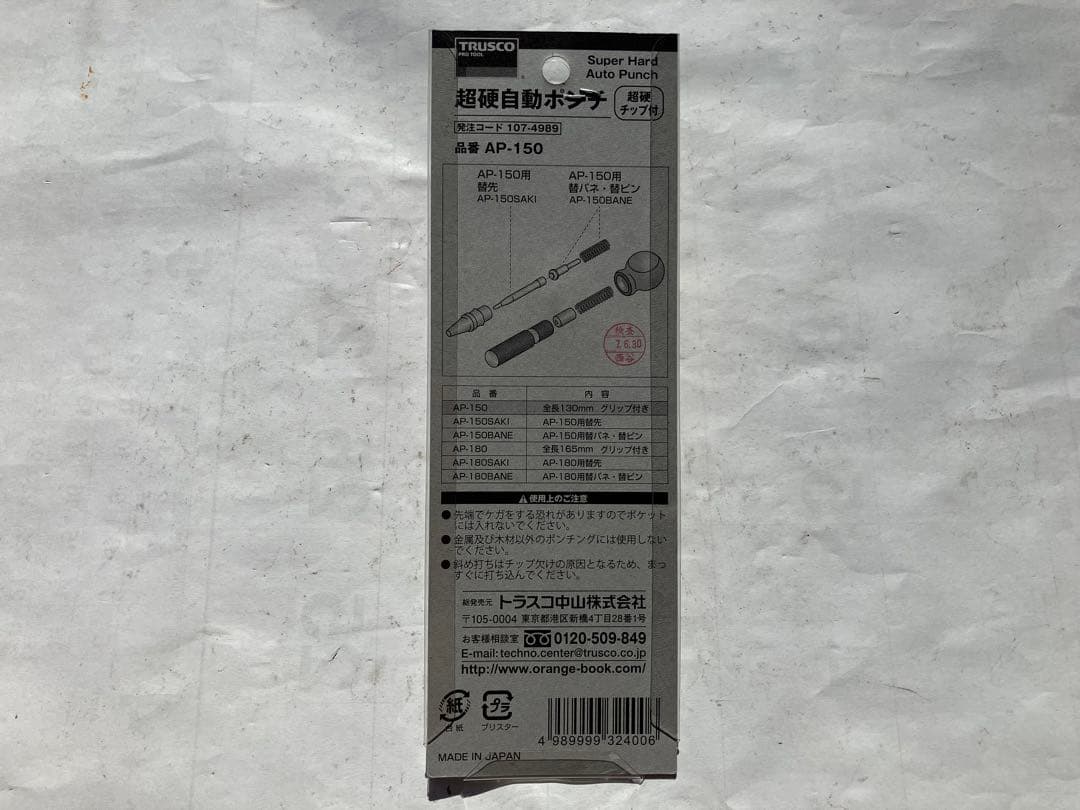 TRUSCO
PRO TOOL
Super Hard
Auto Punch
超硬自動ポンチ
超硬
チップ付
発注コード 107-4989
品番 AP-150
AP-150用
替先
AP-150SAKI
AP-150用
替バネ・替ピン
AP-150BANE
検査
7.6.30
品番 内容
AP-150 全長130mm グリップ付き
AP-150SAKI AP-150用替先
AP-150BANE AP-150用替バネ・替ピン
AP-180 全長165mm グリップ付き
AP-180SAKI AP-180用替先
AP-180BANE AP-180用替バネ・替ピン
使用上のご注意
●先端でケガをする恐れがありますのでポケット
には入れないでください。
●金属及び木材以外のポンチングには使用しない
でください。
●斜め打ちはチップ欠けの原因となるため、まっ
すぐに打ち込んでください。
総発売元 トラスコ中山株式会社
〒105-0004 東京都港区新橋4丁目28番1号
お客様相談室 0120-509-849
E-mail:techno.center@trusco.co.jp
http://www.orange-book.com/
紙
台紙
プラ
ブリスター
4 989999 324006
MADE IN JAPAN